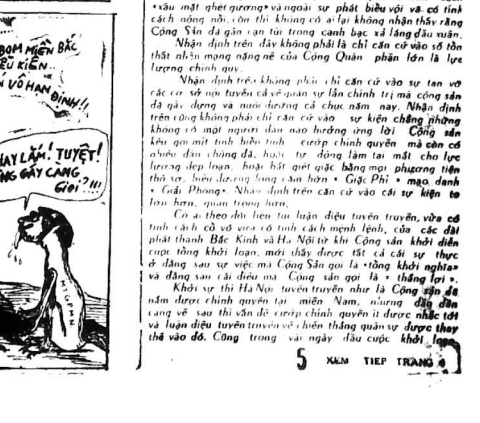 BOM MIỀN BẮC
KIẾN..
VÔ HẠN
ĐỊNH!!
HAY LẮM! TUYỆT!
CÀNG GẪY CÀNG
GIỎI?!!!
«xấu mặt ghét gương» và ngoài sự phát biểu vội và có tính
cách nông nổi, còn thì không có ai lại không nhận thấy rằng
Cộng Sản đã gần cạn túi trong canh bạc xả láng đầu xuân.
Nhận định trên đây không phải là chỉ căn cứ vào số tổn
thất nhân mạng nặng nề của Cộng Quân phần lớn là lực
lượng chính quy.
Nhận định trên không phải chỉ căn cứ vào sự tan vỡ
các cơ sở nội tuyến cả về quân sự lẫn chính trị mà cộng sản
đã gây dựng và nuôi dưỡng cả chục năm nay. Nhận định
trên cũng không phải chỉ căn cứ vào sự kiện chẳng những
không có một người dân nào hưởng ứng lời Cộng sản
kêu gọi cướp chính quyền mà còn có
nhiều dân chúng đã, hoặc tự động làm tai mắt cho lực
lượng dẹp loạn, hoặc bắt giết giặc bằng mọi phương tiện
thô sơ, biểu dương lòng căm hờn « Giặc Phỉ » mạo danh
« Giải Phóng». Nhận định trên căn cứ vào cái sự kiện to
lớn hơn, quan trọng hơn.
Có ai theo dõi luận điệu tuyên truyền, vừa có
tính cách cổ võ vừa có tính cách mệnh lệnh, của các đài
phát thanh Bắc Kinh và Hà Nội từ khi Cộng sản khởi diễn
cuộc tổng khởi loạn, mới thấy được tất cả cái sự thực
ở đằng sau sự việc mà Cộng Sản gọi là «tổng khởi nghĩa»
và đằng sau cái điều mà Cộng sản gọi là « thắng lợi ».
Khởi sự thì Hà Nội tuyên truyền như là Cộng sản đã
nắm được chính quyền tại miền Nam, nhưng dần dần
càng về sau thì vấn đề cướp chính quyền ít được nhắc tới
và luận điệu tuyên truyền về chiến thắng quân sự được thay
thế vào đó. Cũng trong vài ngày đầu cuộc khởi loạn
5 XEM TIẾP TRANG